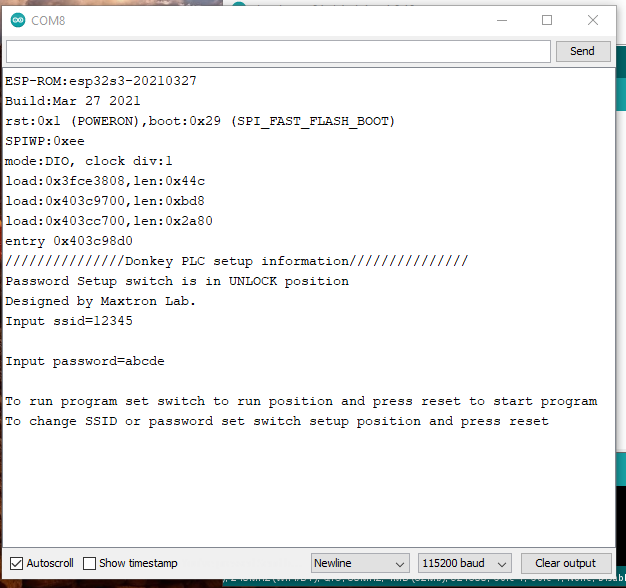 COM8
Send
ESP-ROM:esp32s3-20210327
Build:Mar 27 2021
rst:0x1 (POWERON),boot:0x29 (SPI_FAST_FLASH_BOOT)
SPIWP:0xee
mode:DIO, clock div:1
load:0x3fce3808,len:0x44c
load:0x403c9700,len:0xbd8
load:0x403cc700,len:0x2a80
entry 0x403c98d0
///////////////Donkey PLC setup information///////////////
Password Setup switch is in UNLOCK position
Designed by Maxtron Lab.
Input ssid=12345
Input password=abcde
To run program set switch to run position and press reset to start program
To change SSID or password set switch setup position and press reset
Autoscroll Show timestamp Newline 115200 baud Clear output